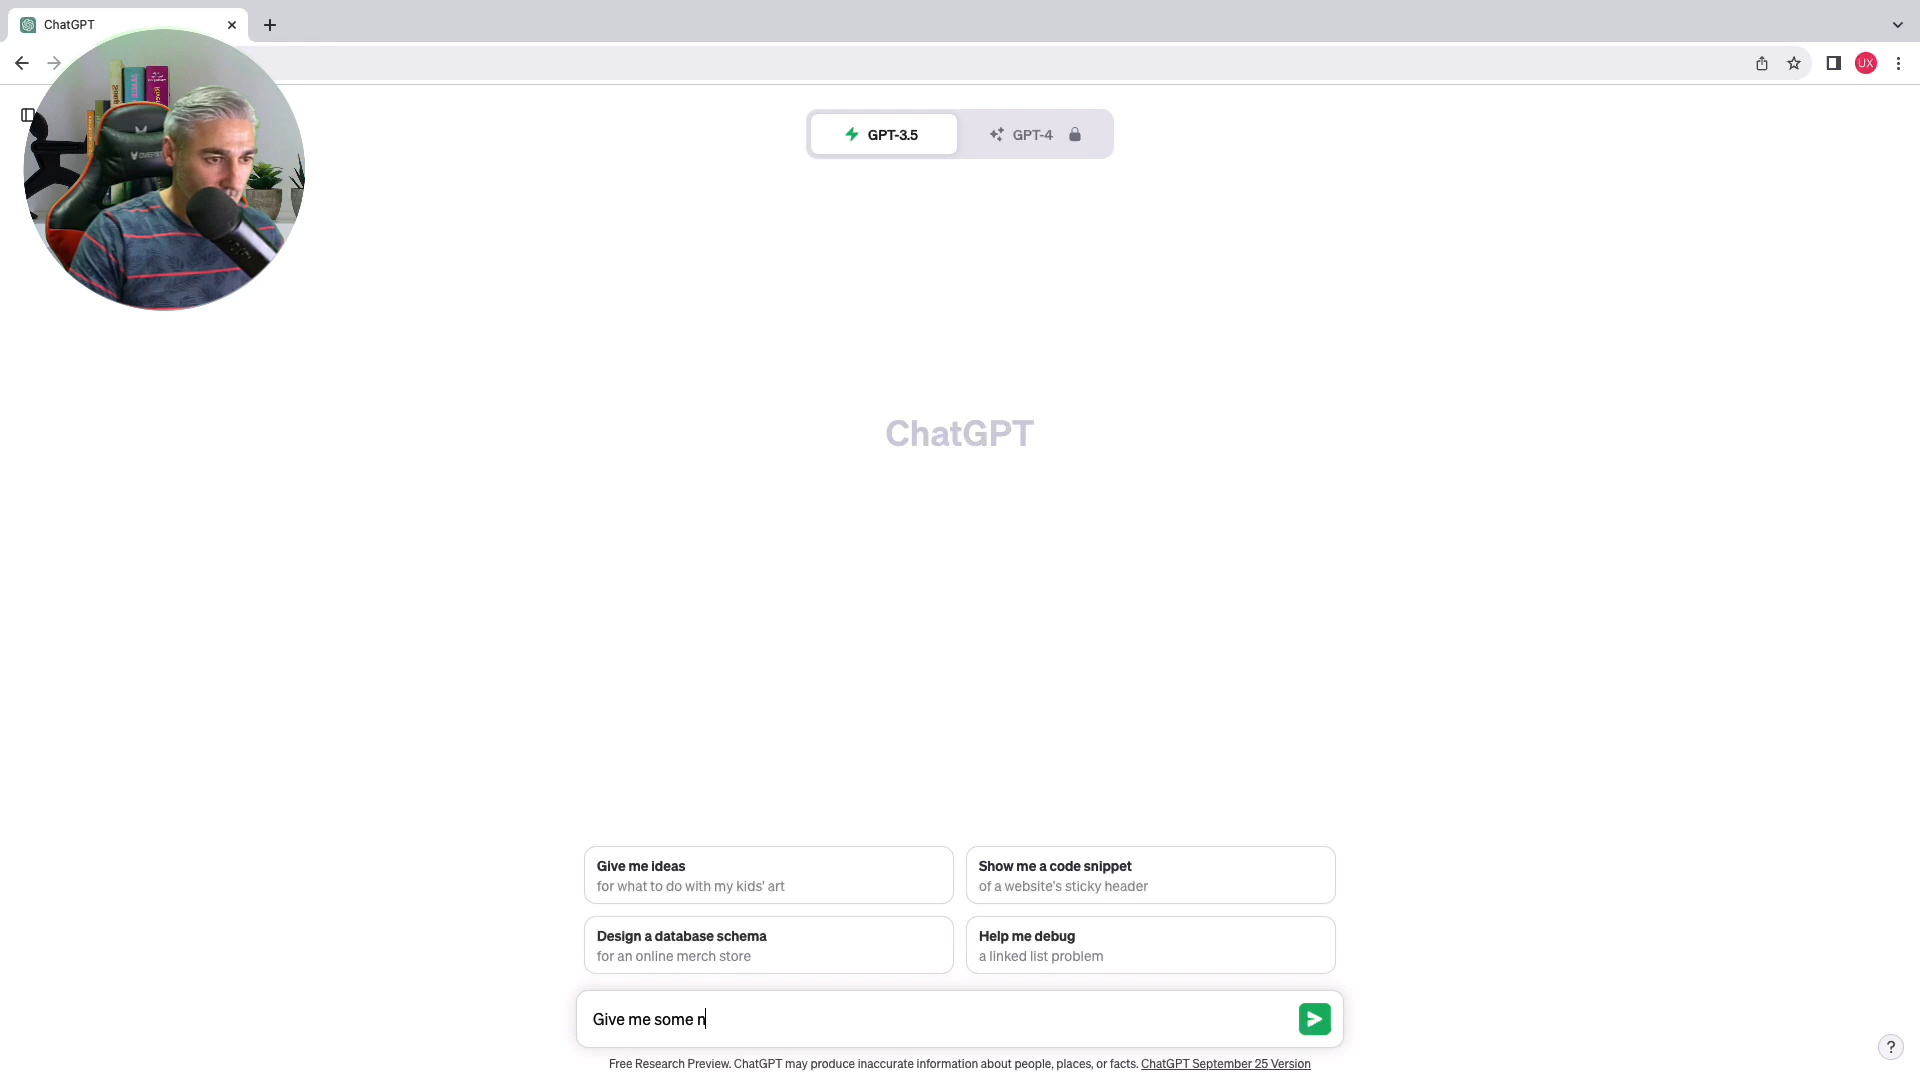 ChatGPT
UX
GPT-3.5
GPT-4
ChatGPT
Give me ideas
for what to do with my kids' art
Show me a code snippet
of a website's sticky header
Design a database schema
for an online merch store
Help me debug
a linked list problem
Give me some n
Free Research Preview. ChatGPT may produce inaccurate information about people, places, or facts. ChatGPT September 25 Version
?